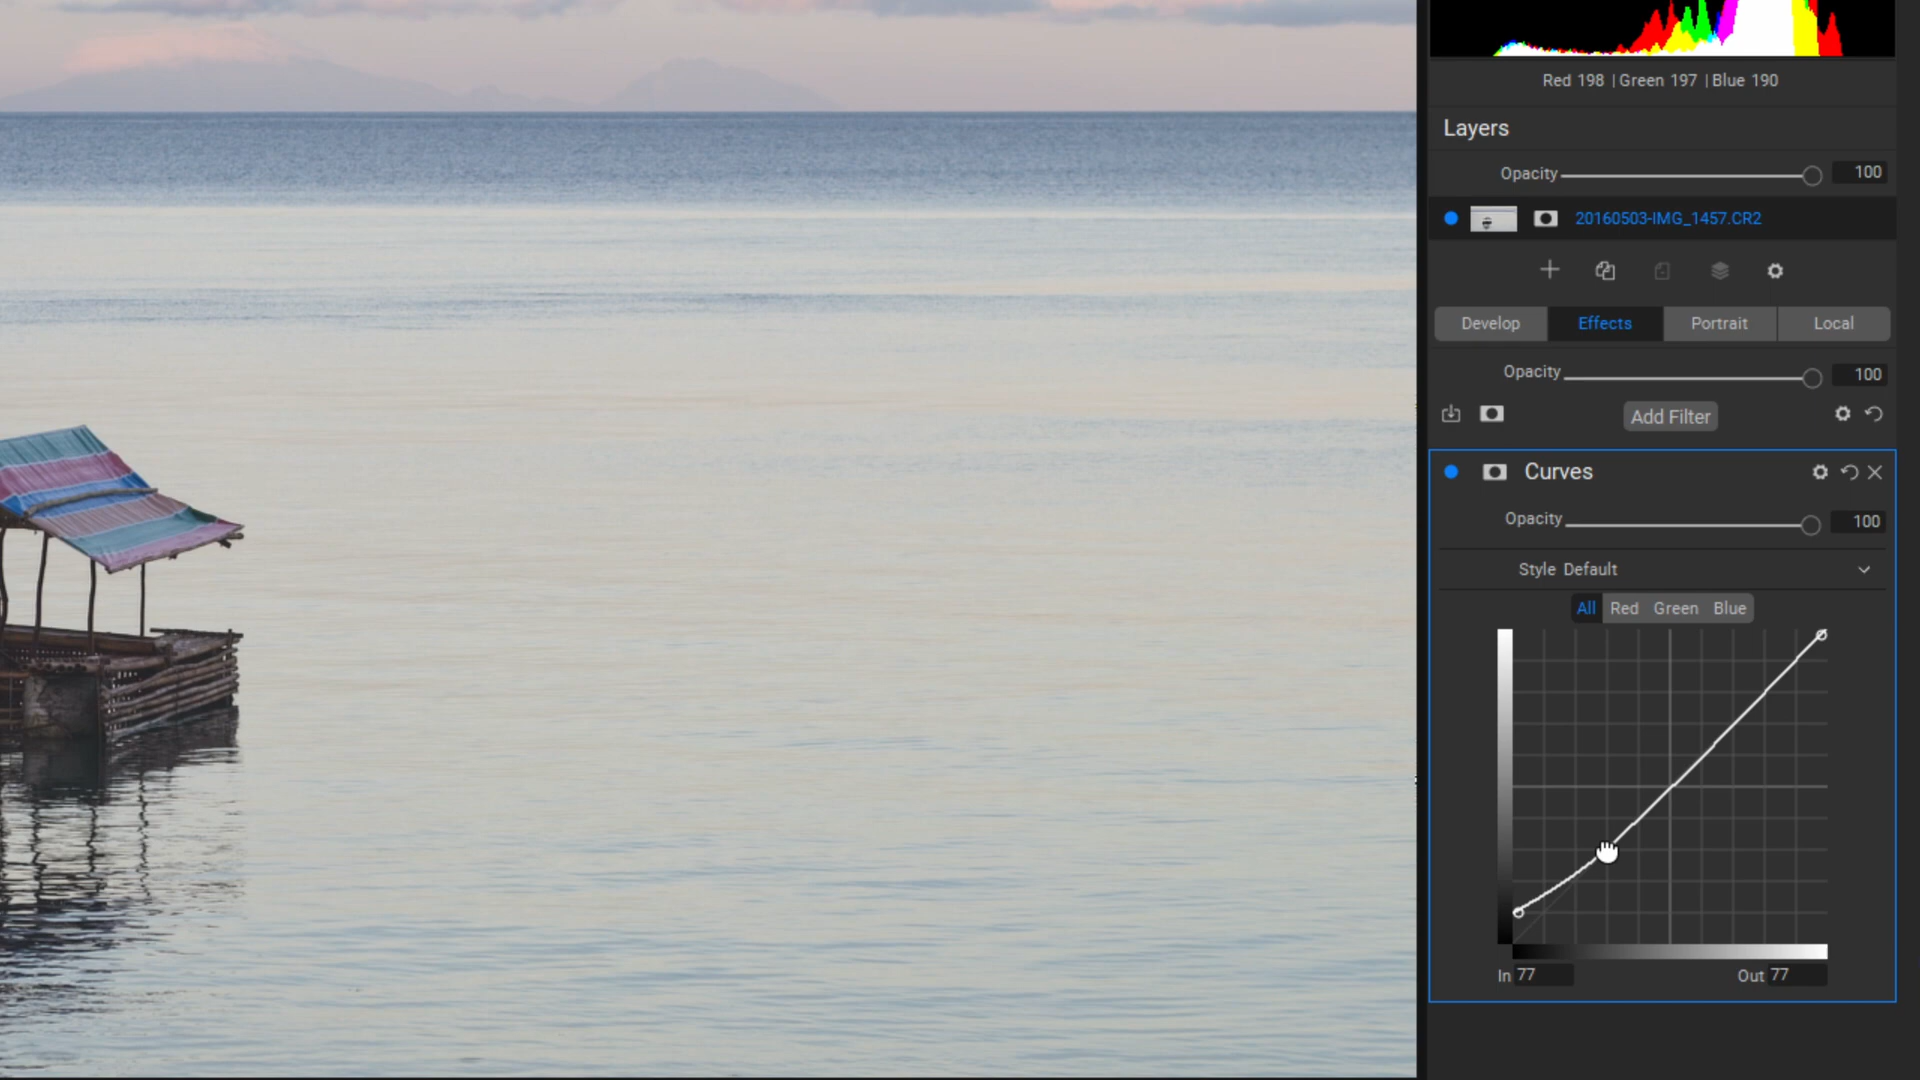 Red 198 | Green 197 | Blue 190
Layers
Opacity 100
20160503-IMG_1457.CR2
Develop Effects Portrait Local
Opacity 100
Add Filter
Curves
Opacity 100
Style Default
All Red Green Blue
In 77 Out 77